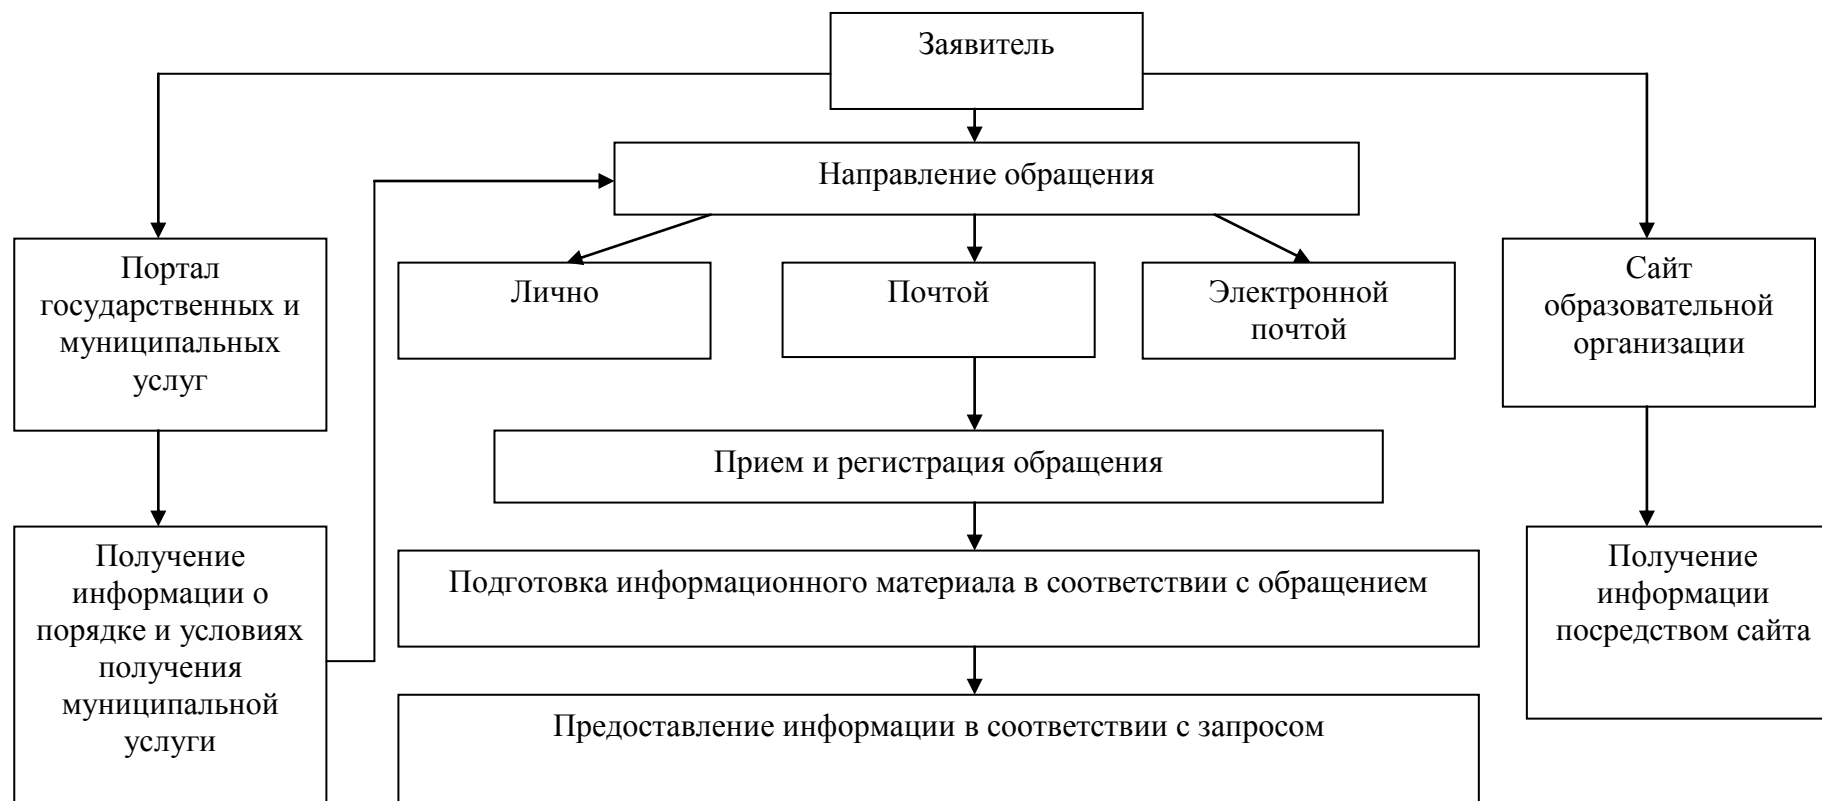 Заявитель
Направление обращения
Портал
государственных и
муниципальных
услуг
Лично
Почтой
Электронной
почтой
Сайт
образовательной
организации
Прием и регистрация обращения
Получение
информации о
порядке и условиях
получения
муниципальной
услуги
Подготовка информационного материала в соответствии с обращением
Получение
информации
посредством сайта
Предоставление информации в соответствии с запросом